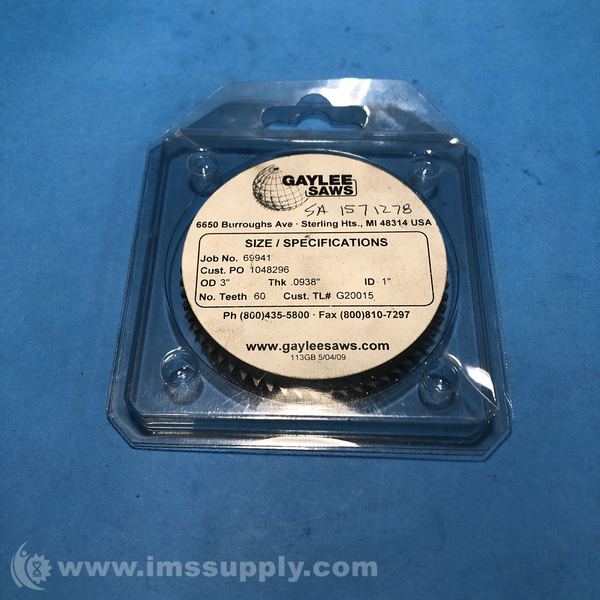 GAYLEE
SAWS
SA 1571278
6650 Burroughs Ave · Sterling Hts., MI 48314 USA
SIZE / SPECIFICATIONS
Job No. 69941
Cust. PO 1048296
OD 3" Thk .0938" ID 1"
No. Teeth 60 Cust. TL# G20015
Ph (800)435-5800 · Fax (800)810-7297
www.gayleesaws.com
113GB 5/04/09
www.imssupply.com